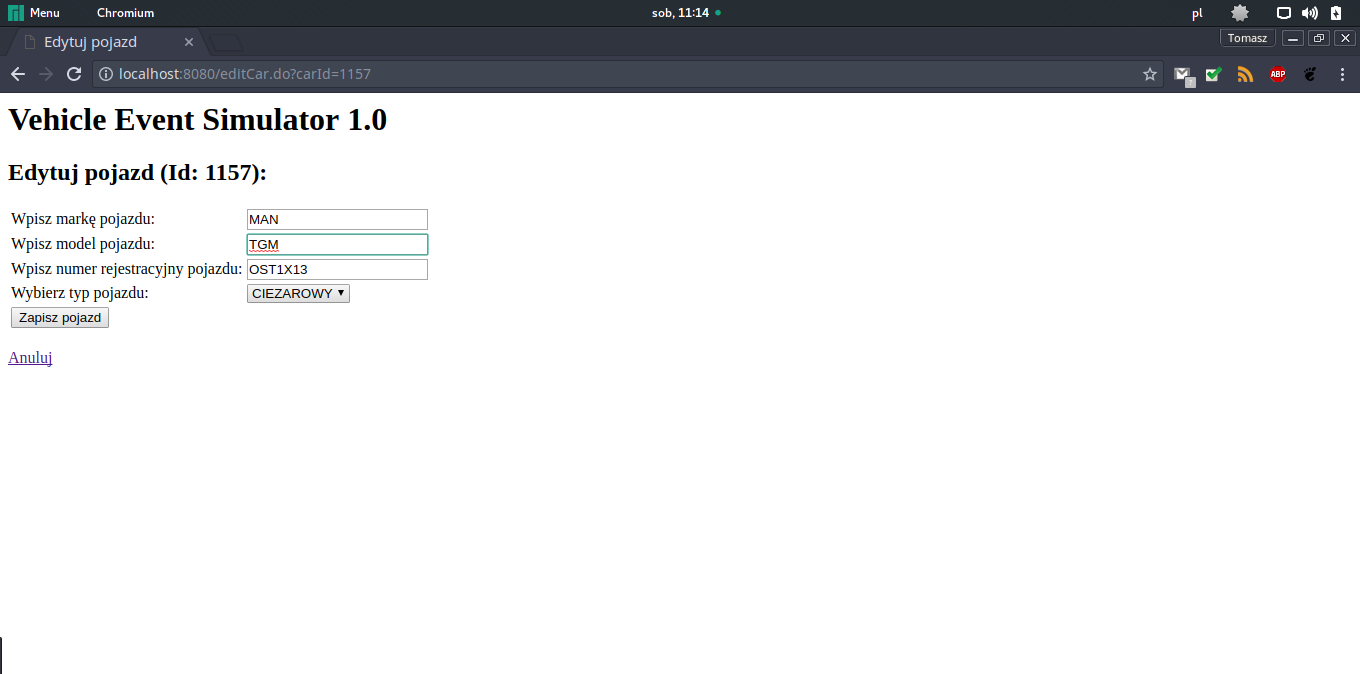 Menu Chromium sob, 11:14 pl
Edytuj pojazd Tomasz
localhost:8080/editCar.do?carId=1157 ABP
Vehicle Event Simulator 1.0
Edytuj pojazd (Id: 1157):
Wpisz markę pojazdu: MAN
Wpisz model pojazdu: TGM
Wpisz numer rejestracyjny pojazdu: OST1X13
Wybierz typ pojazdu: CIEZAROWY
Zapisz pojazd
Anuluj